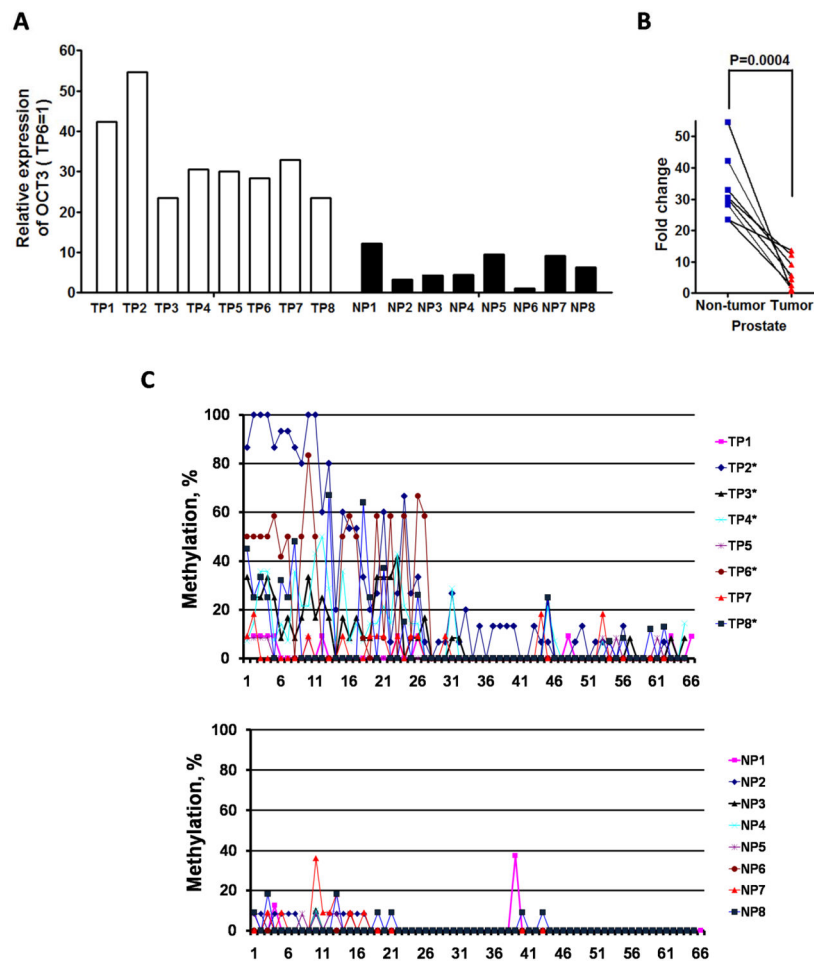 A
Relative expression
of OCT3 ( TP6=1)
60
50
40
30
20
10
0
TP1 TP2 TP3 TP4 TP5 TP6 TP7 TP8 NP1 NP2 NP3 NP4 NP5 NP6 NP7 NP8
B
P=0.0004
Fold change
50
40
30
20
10
0
Non-tumor Tumor
Prostate
C
Methylation, %
100
80
60
40
20
0
1 6 11 16 21 26 31 36 41 46 51 56 61 66
TP1
TP2*
TP3*
TP4*
TP5
TP6*
TP7
TP8*
Methylation, %
100
80
60
40
20
0
1 6 11 16 21 26 31 36 41 46 51 56 61 66
NP1
NP2
NP3
NP4
NP5
NP6
NP7
NP8